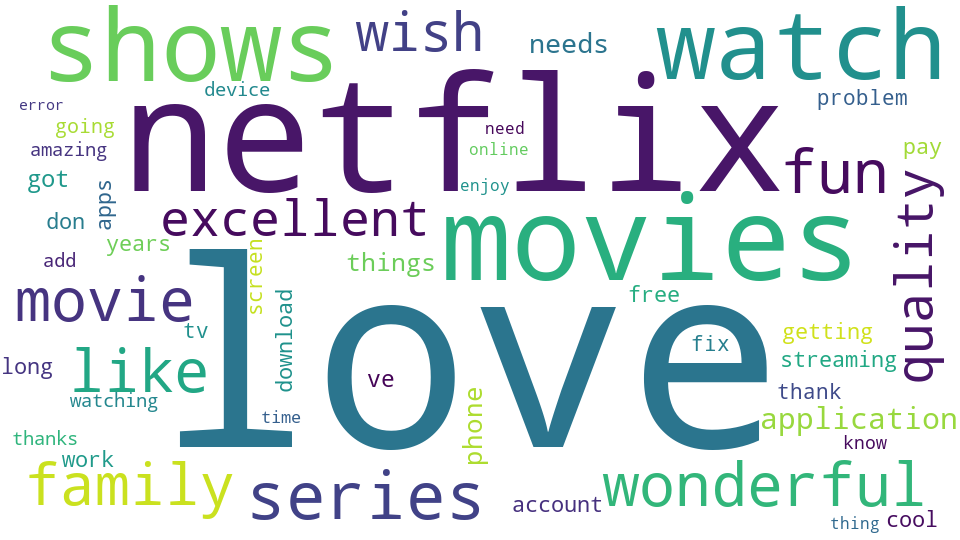 shows
wish
needs
watch
device
netflix
problem
error
going
need
amazing
online
fun
pay
got
apps
enjoy
don
excellent
movies
quality
years
add
screen
things
movie
free
tv
download
fix
getting
long
like
love
streaming
ve
watching
time
phone
thank
application
thanks
know
work
family
series
account
wonderful
thing
cool